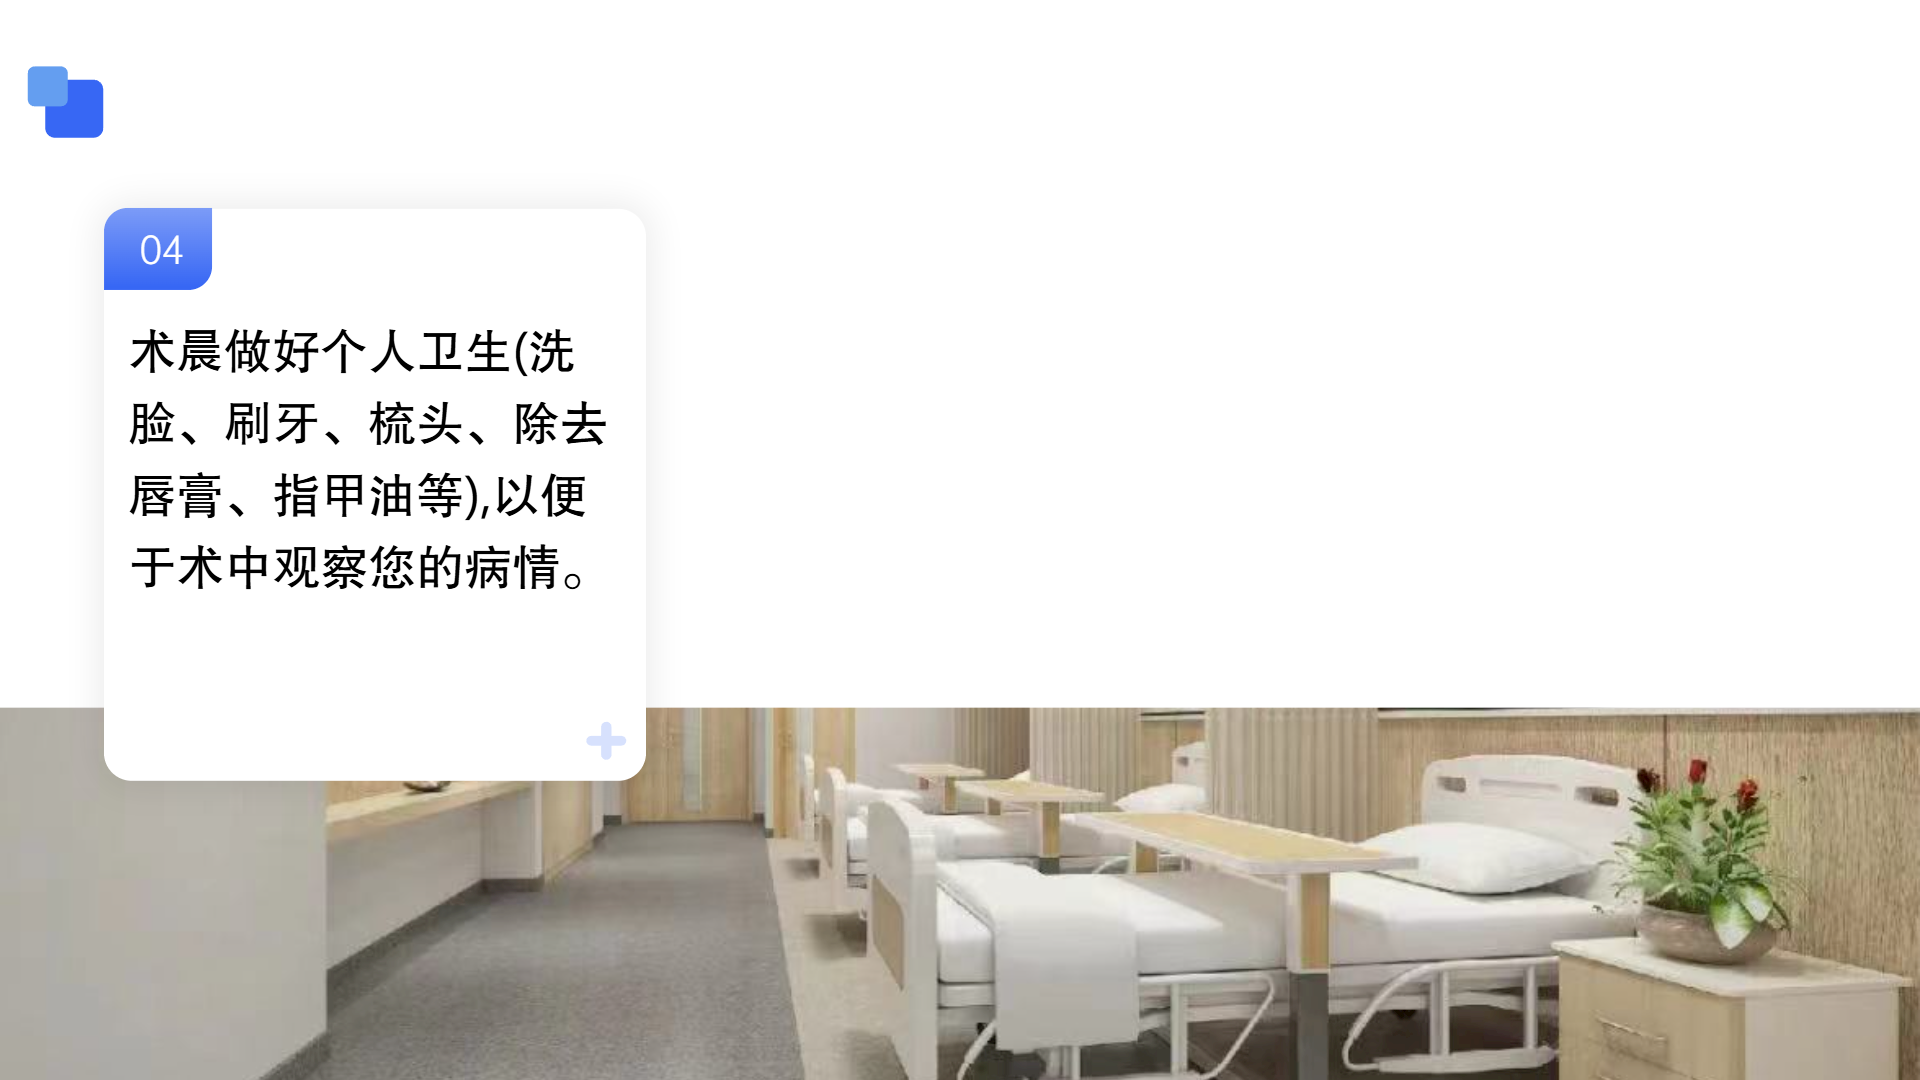 04
术晨做好个人卫生(洗
脸、刷牙、梳头、除去
唇膏、指甲油等),以便
于术中观察您的病情。